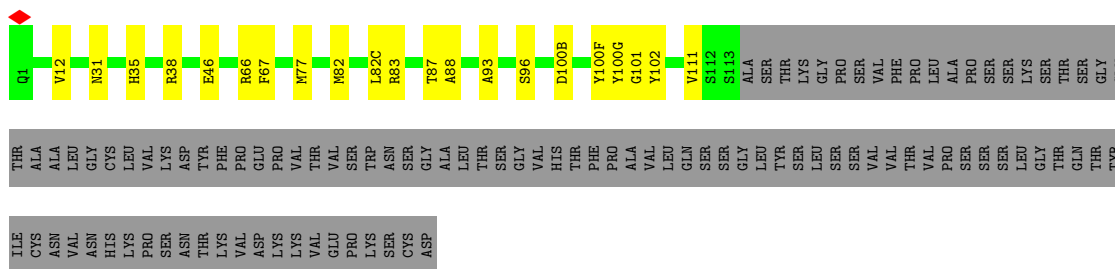 Q1 V12 N31 H35 R38 E46 R66 F67 M77 M82 L82C R83 T87 A88 A93 S96 D100B Y100F Y100G G101 Y102 V111 S112 S113 ALA SER THR LYS GLY PRO SER VAL PHE PRO LEU ALA PRO SER SER LYS SER THR SER GLY
THR ALA ALA LEU GLY CYS LEU VAL LYS ASP TYR PHE PRO GLU PRO VAL THR VAL SER TRP ASN SER GLY ALA LEU THR SER GLY VAL HIS THR PHE PRO ALA VAL LEU GLN SER SER GLY LEU TYR SER LEU SER SER VAL VAL THR VAL PRO SER SER SER LEU GLY THR GLN THR TYR
ILE CYS ASN VAL ASN HIS LYS PRO SER ASN THR LYS VAL ASP LYS LYS VAL GLU PRO LYS SER CYS ASP